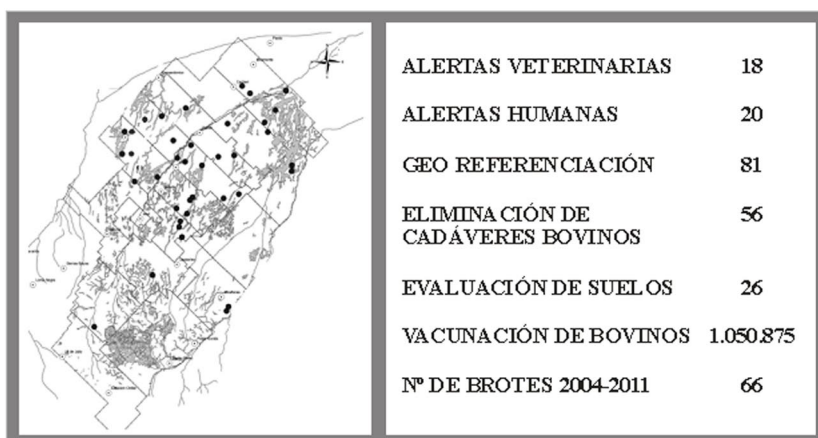 ALERTAS VETERINARIAS 18
ALERTAS HUMANAS 20
GEO REFERENCIACIÓN 81
ELIMINACIÓN DE
CADÁVERES BOVINOS 56
EVALUACIÓN DE SUELOS 26
VACUNACIÓN DE BOVINOS 1.050.875
Nº DE BROTES 2004-2011 66